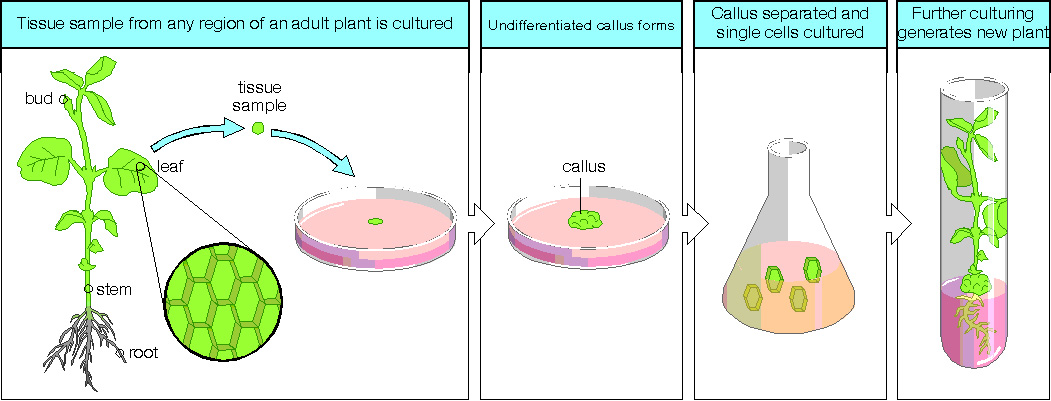 Tissue sample from any region of an adult plant is cultured
Undifferentiated callus forms
Callus separated and
single cells cultured
Further culturing
generates new plant
bud
tissue
sample
leaf
stem
root
callus